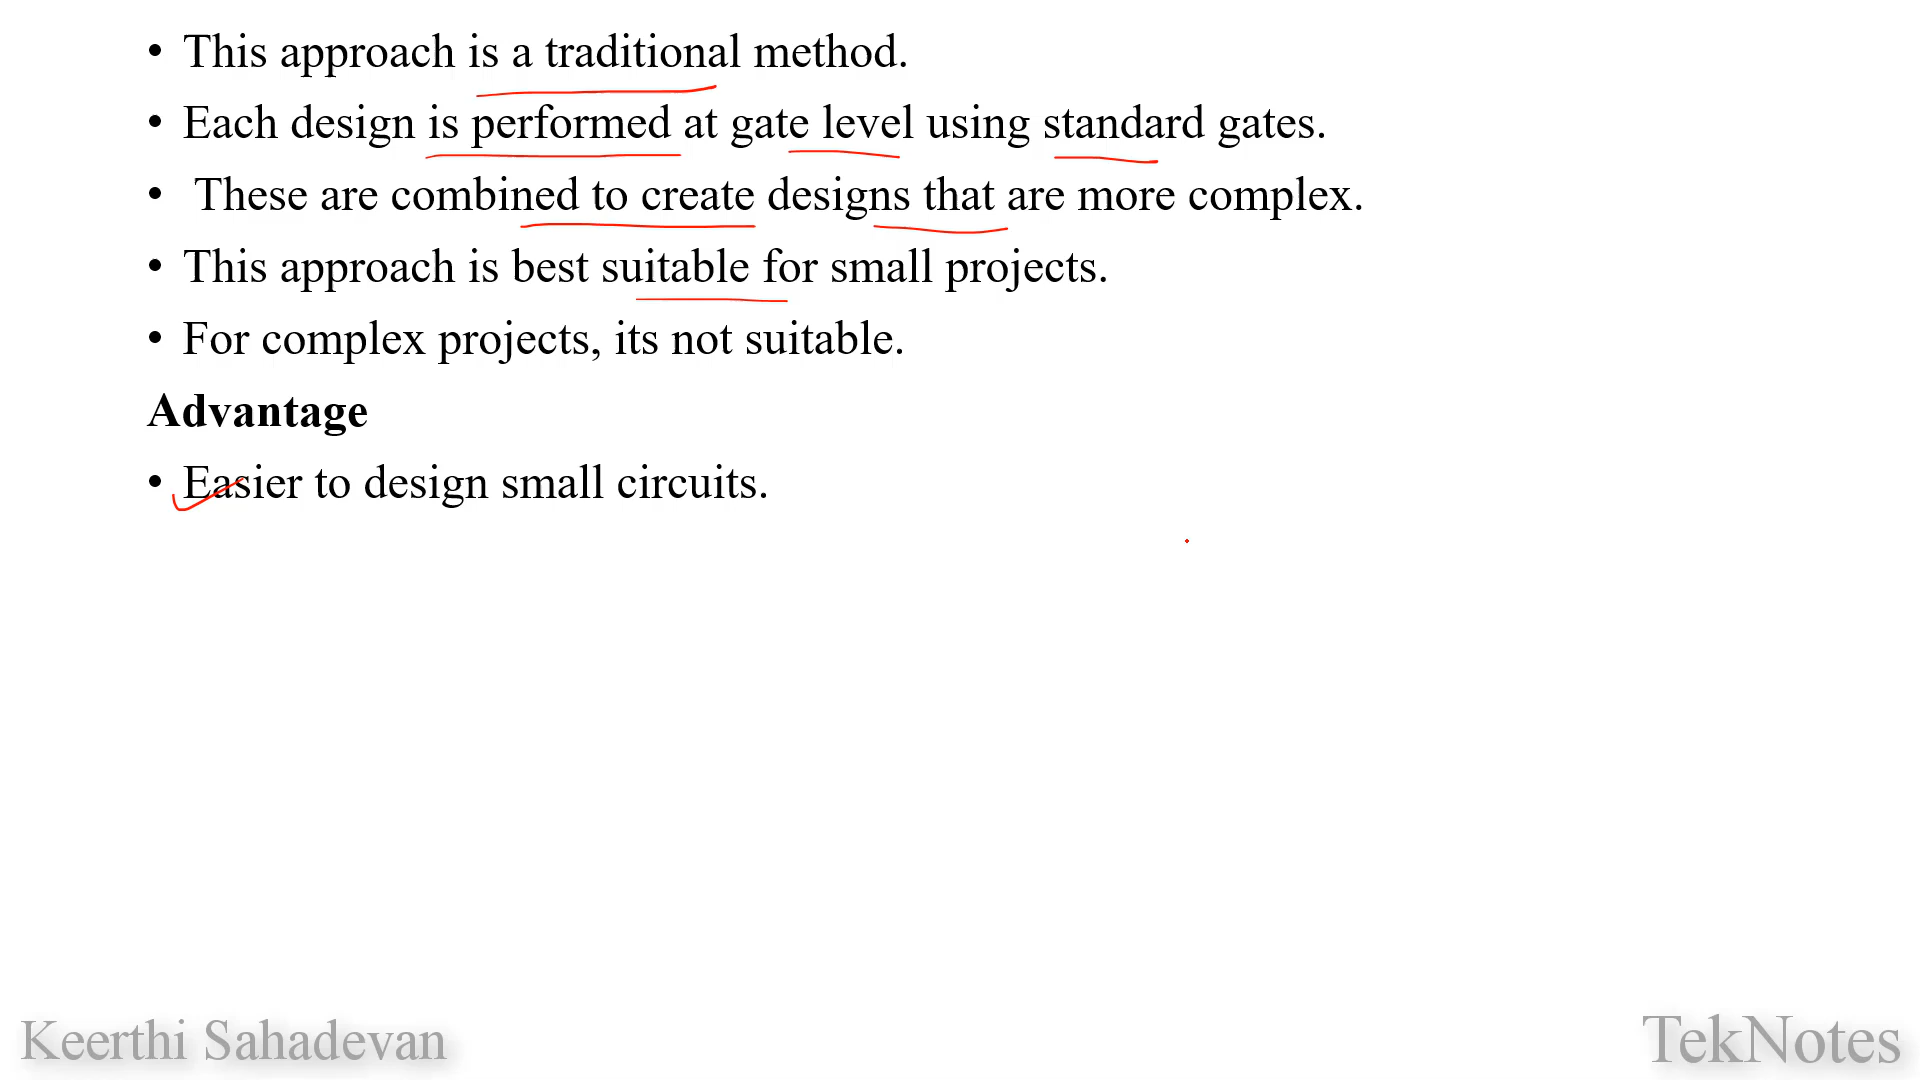 • This approach is a traditional method.
• Each design is performed at gate level using standard gates.
• These are combined to create designs that are more complex.
• This approach is best suitable for small projects.
• For complex projects, its not suitable.
Advantage
• Easier to design small circuits.
Keerthi Sahadevan
TekNotes